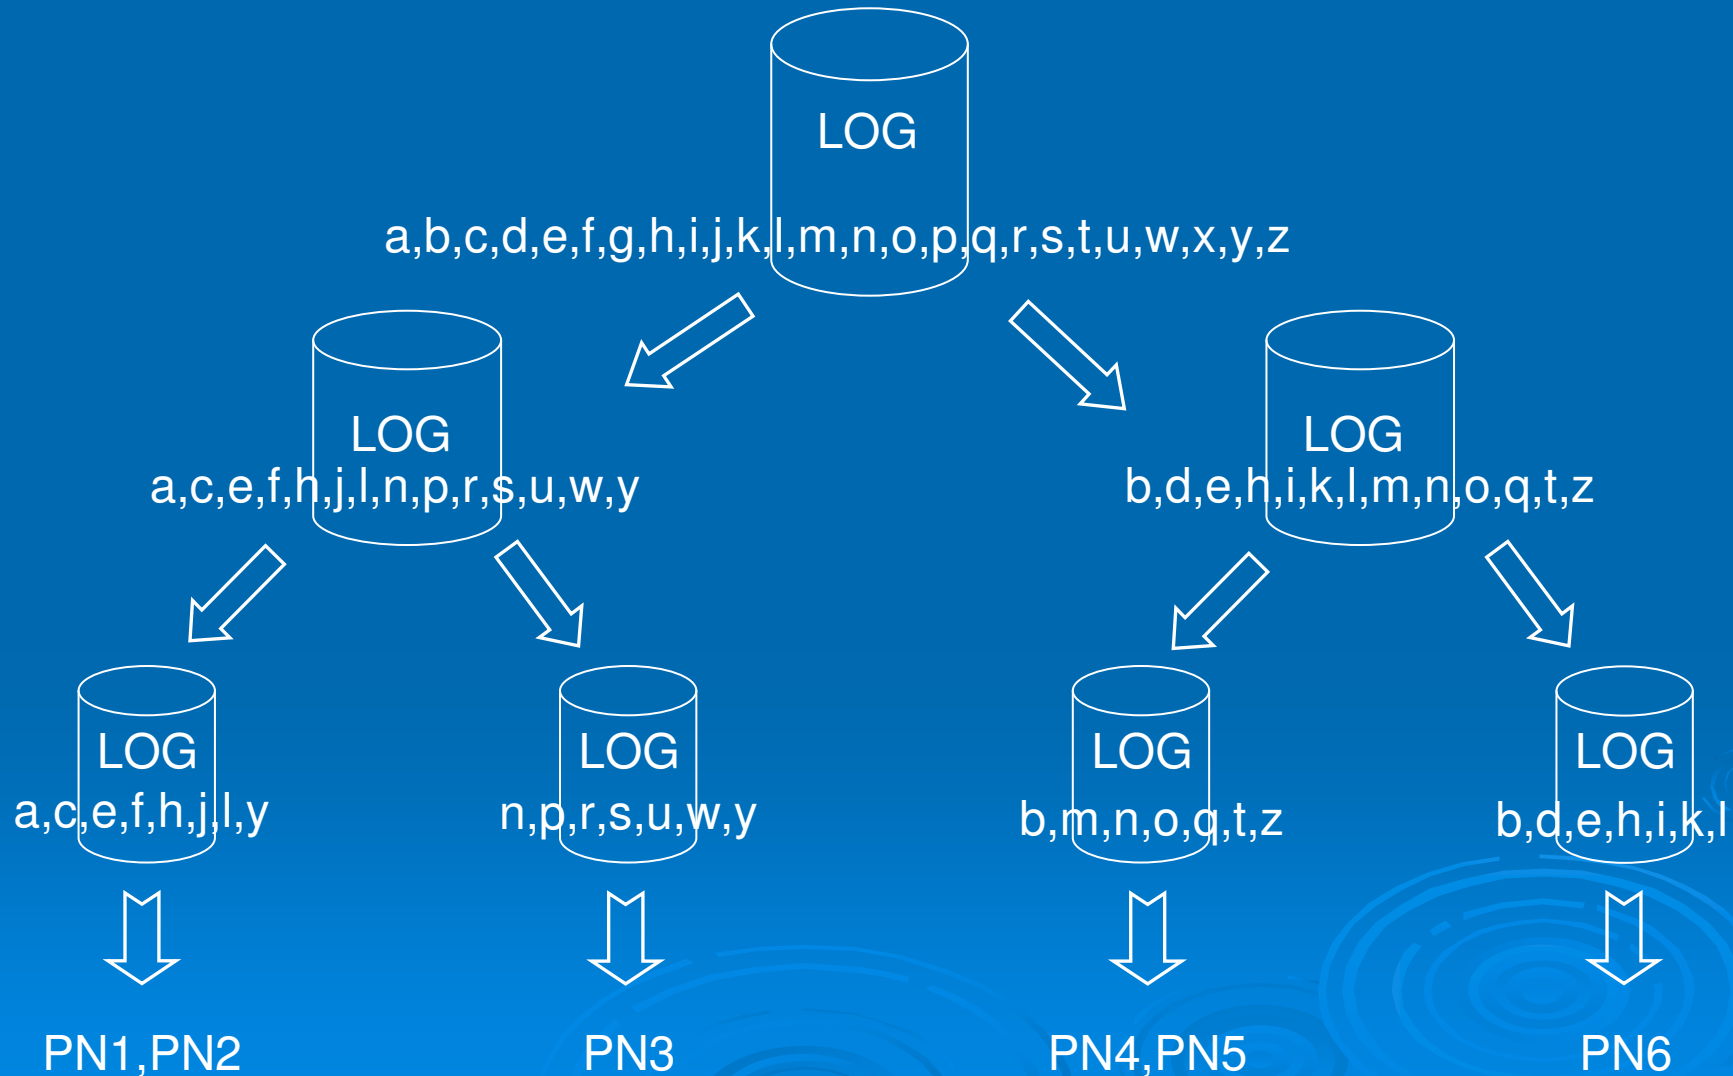 LOG
a,b,c,d,e,f,g,h,i,j,k,l,m,n,o,p,q,r,s,t,u,w,x,y,z
LOG
a,c,e,f,h,j,l,n,p,r,s,u,w,y
LOG
b,d,e,h,i,k,l,m,n,o,q,t,z
LOG
a,c,e,f,h,j,l,y
LOG
n,p,r,s,u,w,y
LOG
b,m,n,o,q,t,z
LOG
b,d,e,h,i,k,l
PN1,PN2
PN3
PN4,PN5
PN6